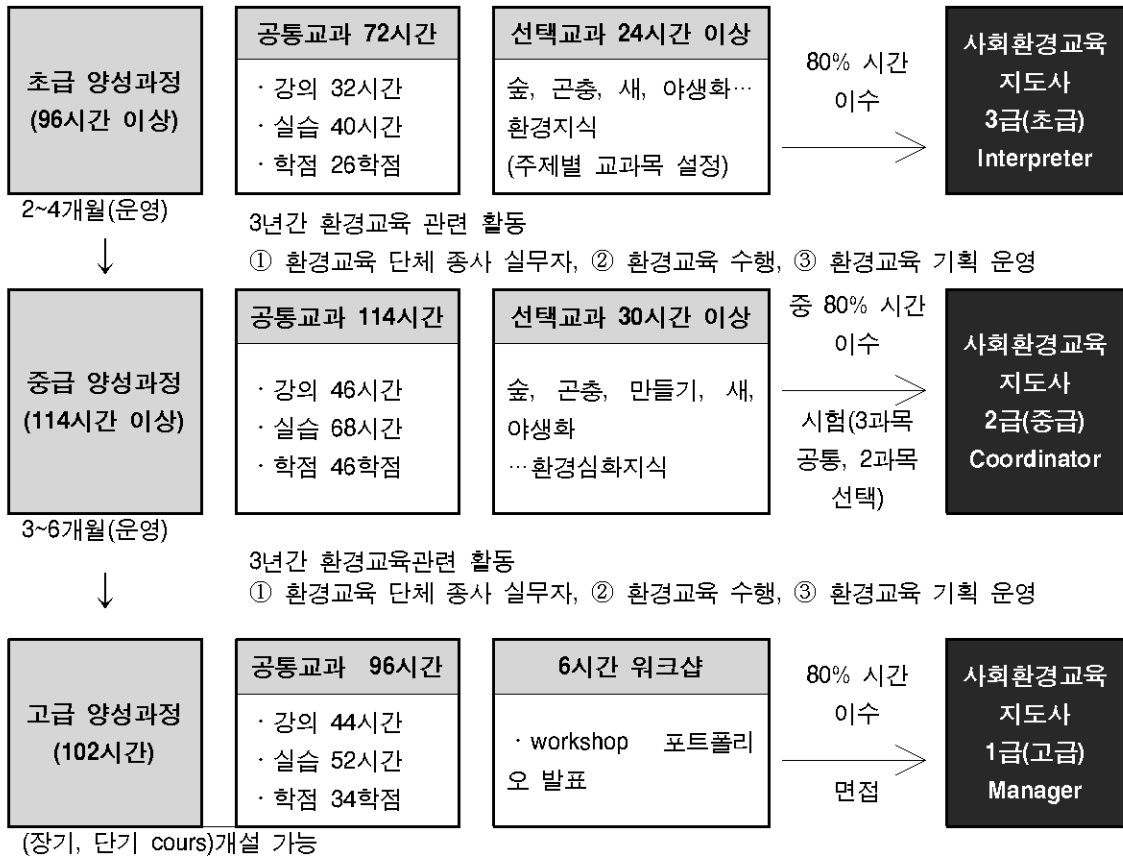 초급 양성과정
(96시간 이상)
2~4개월(운영)
공통교과 72시간
· 강의 32시간
· 실습 40시간
· 학점 26학점
선택교과 24시간 이상
숲, 곤충, 새, 야생화…
환경지식
(주제별 교과목 설정)
80% 시간
이수
사회환경교육
지도사
3급(초급)
Interpreter
3년간 환경교육 관련 활동
① 환경교육 단체 종사 실무자, ② 환경교육 수행, ③ 환경교육 기획 운영
중급 양성과정
(114시간 이상)
3~6개월(운영)
공통교과 114시간
· 강의 46시간
· 실습 68시간
· 학점 46학점
선택교과 30시간 이상
숲, 곤충, 만들기, 새,
야생화
…환경심화지식
중 80% 시간
이수
시험(3과목
공통, 2과목
선택)
사회환경교육
지도사
2급(중급)
Coordinator
3년간 환경교육관련 활동
① 환경교육 단체 종사 실무자, ② 환경교육 수행, ③ 환경교육 기획 운영
고급 양성과정
(102시간)
(장기, 단기 cours)개설 가능
공통교과 96시간
· 강의 44시간
· 실습 52시간
· 학점 34학점
6시간 워크샵
· workshop 포트폴리
오 발표
80% 시간
이수
면접
사회환경교육
지도사
1급(고급)
Manager